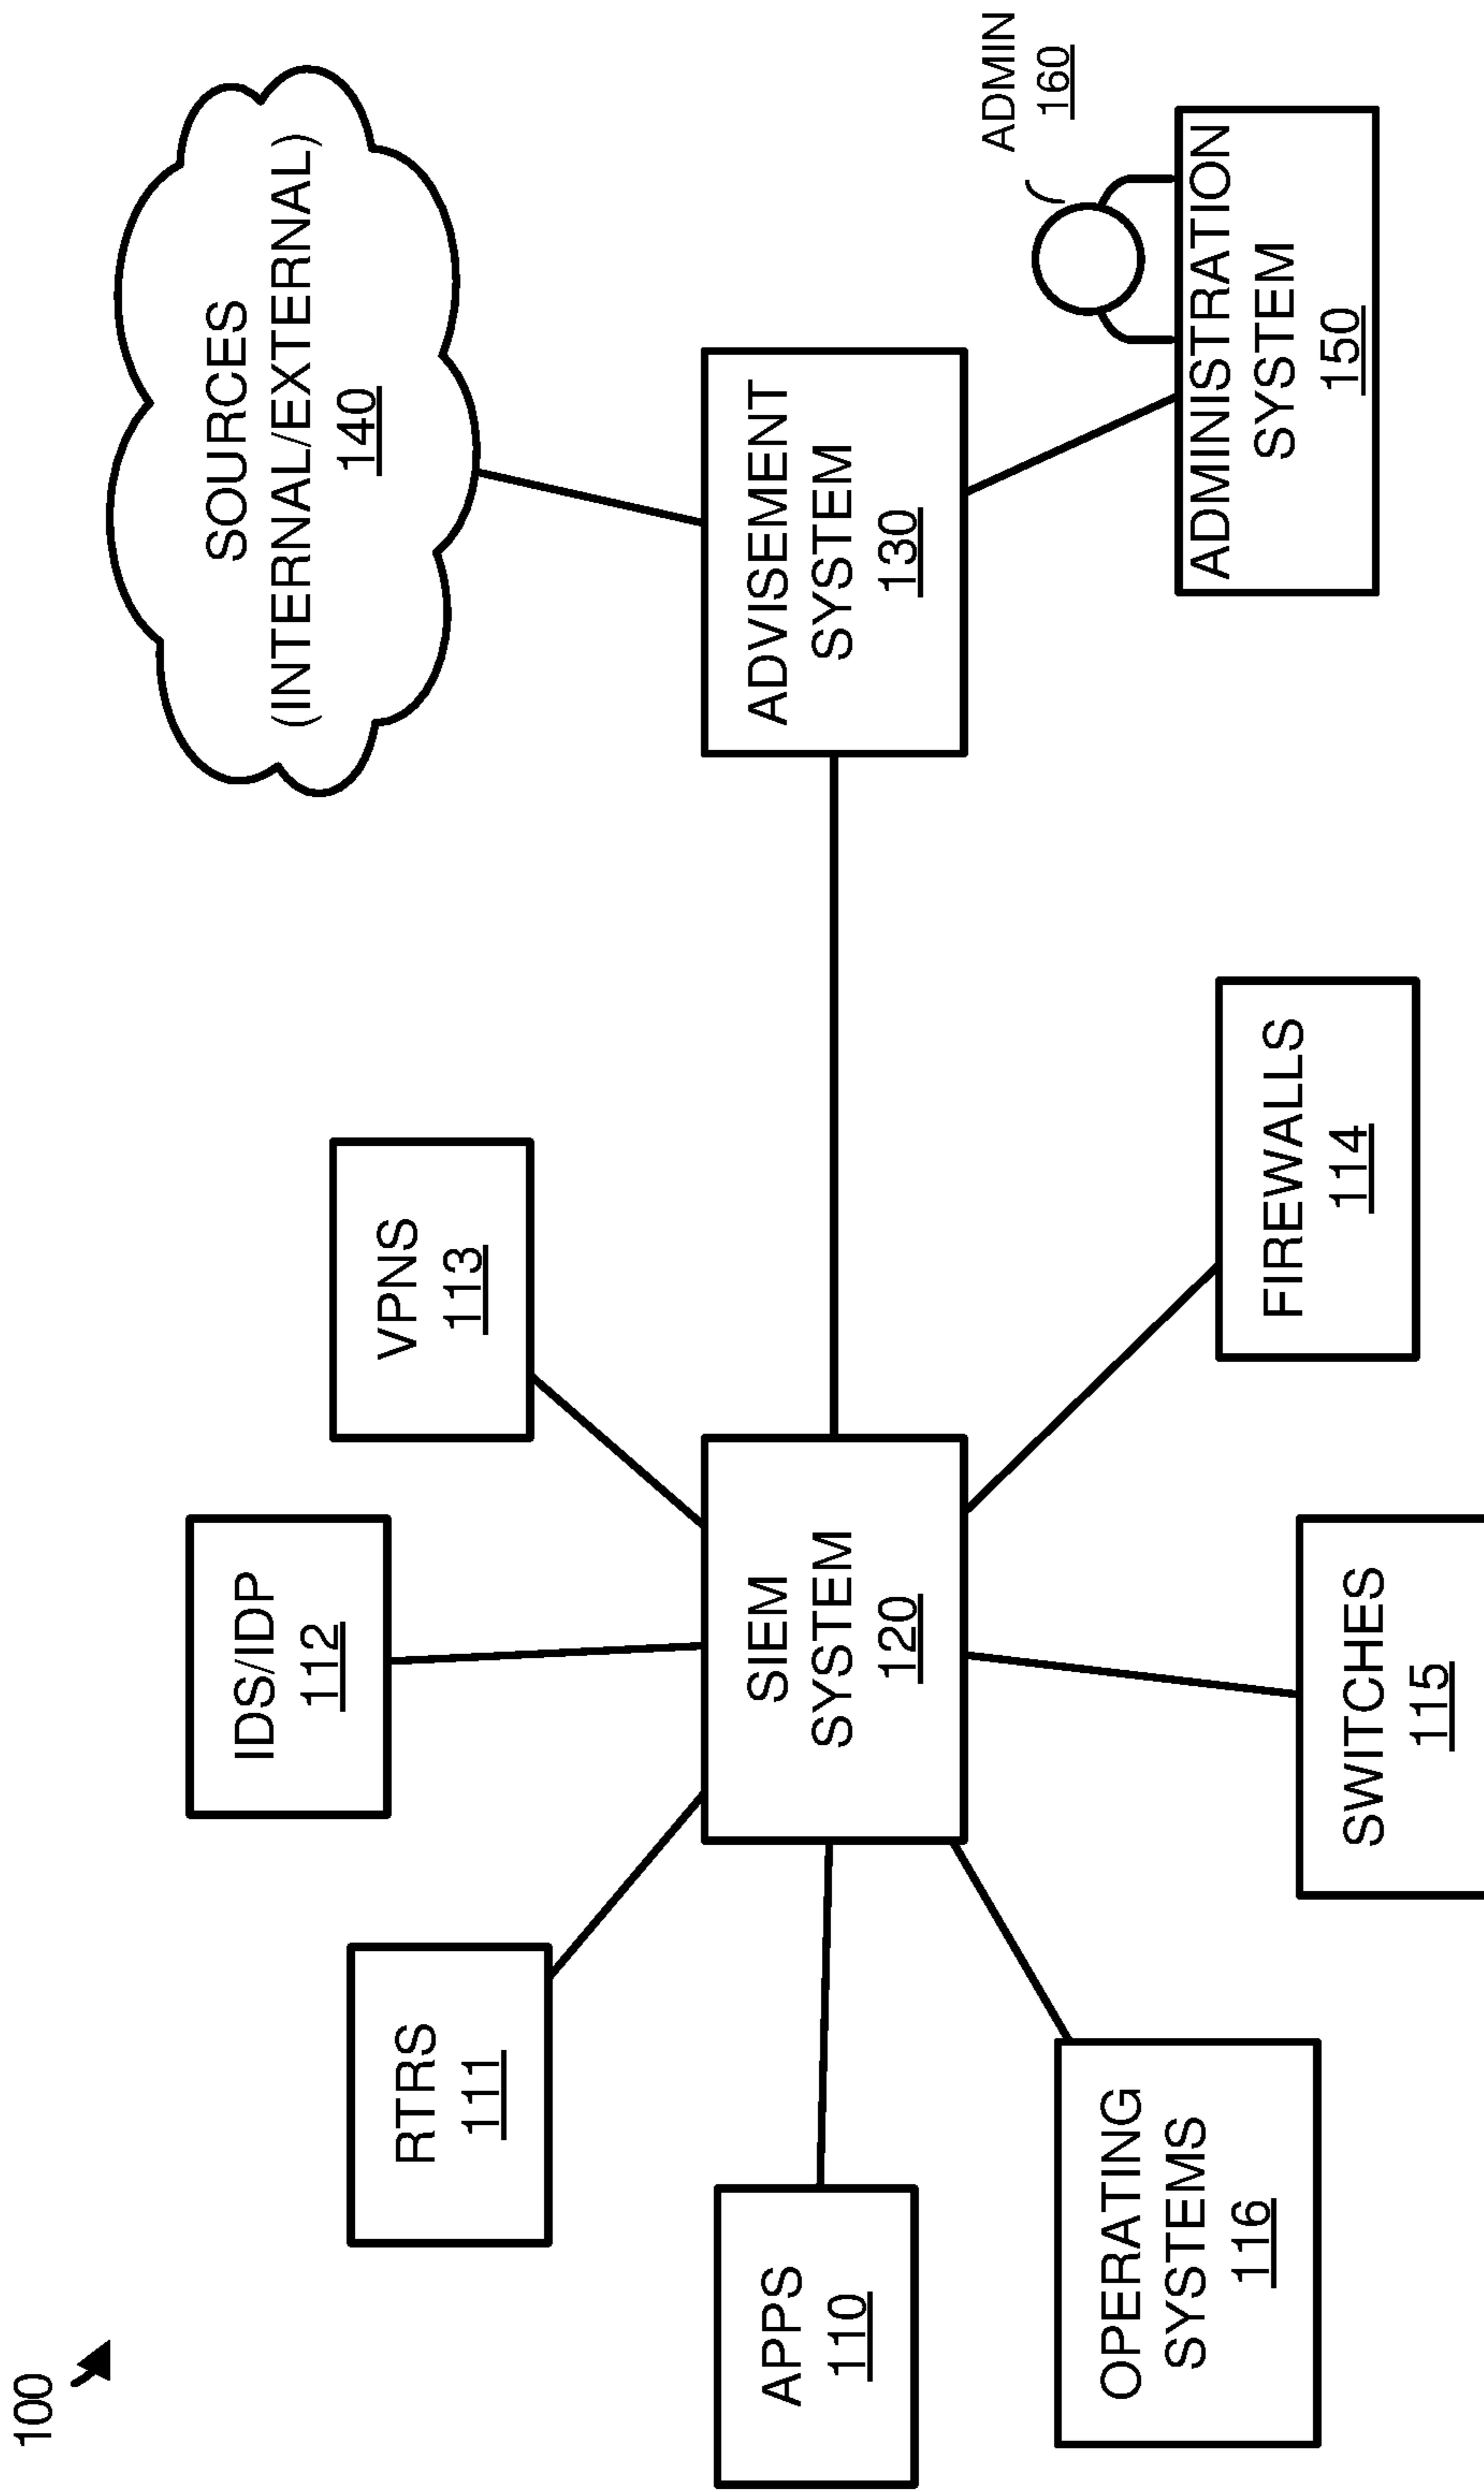 100
RTRS
111
IDS/IDP
112
VPNS
113
SOURCES
(INTERNAL/EXTERNAL)
140
APPS
110
SIEM
SYSTEM
120
ADVISEMENT
SYSTEM
130
ADMIN
160
OPERATING
SYSTEMS
116
SWITCHES
115
FIREWALLS
114
ADMINISTRATION
SYSTEM
150